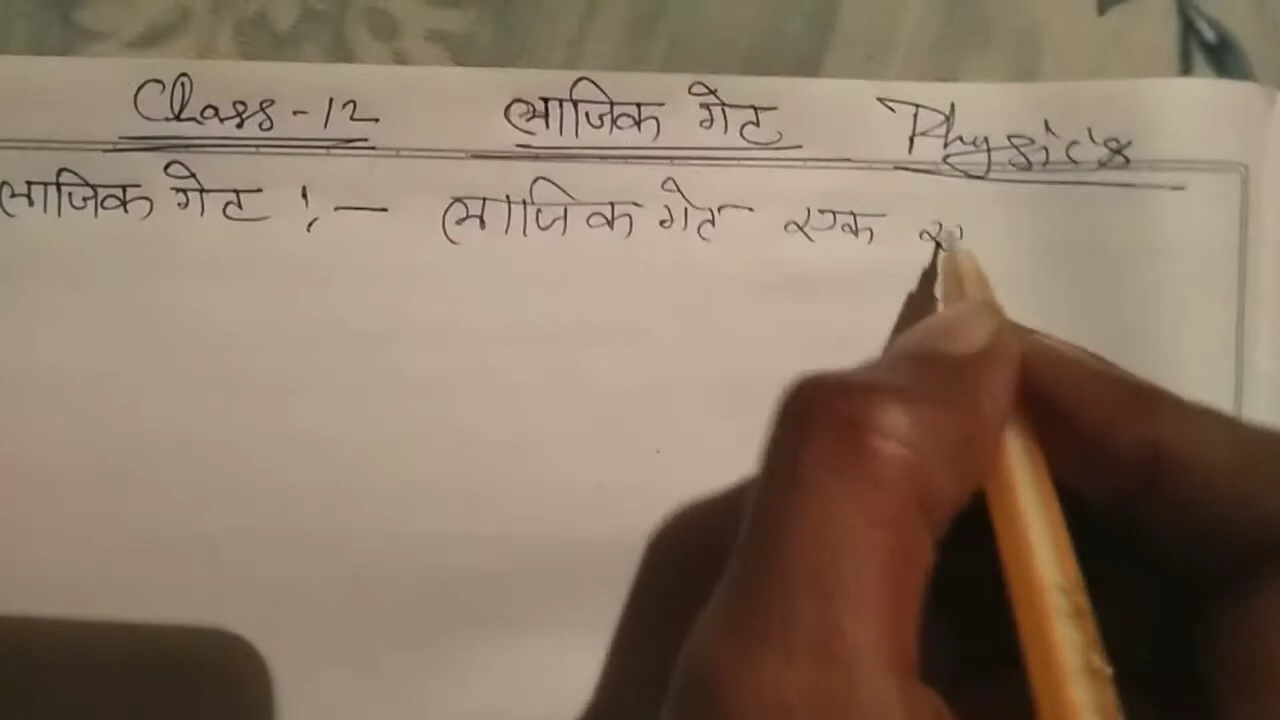 Class-12 लाजिक गेट Physics
लाजिक गेट :- लाजिक गेट एक